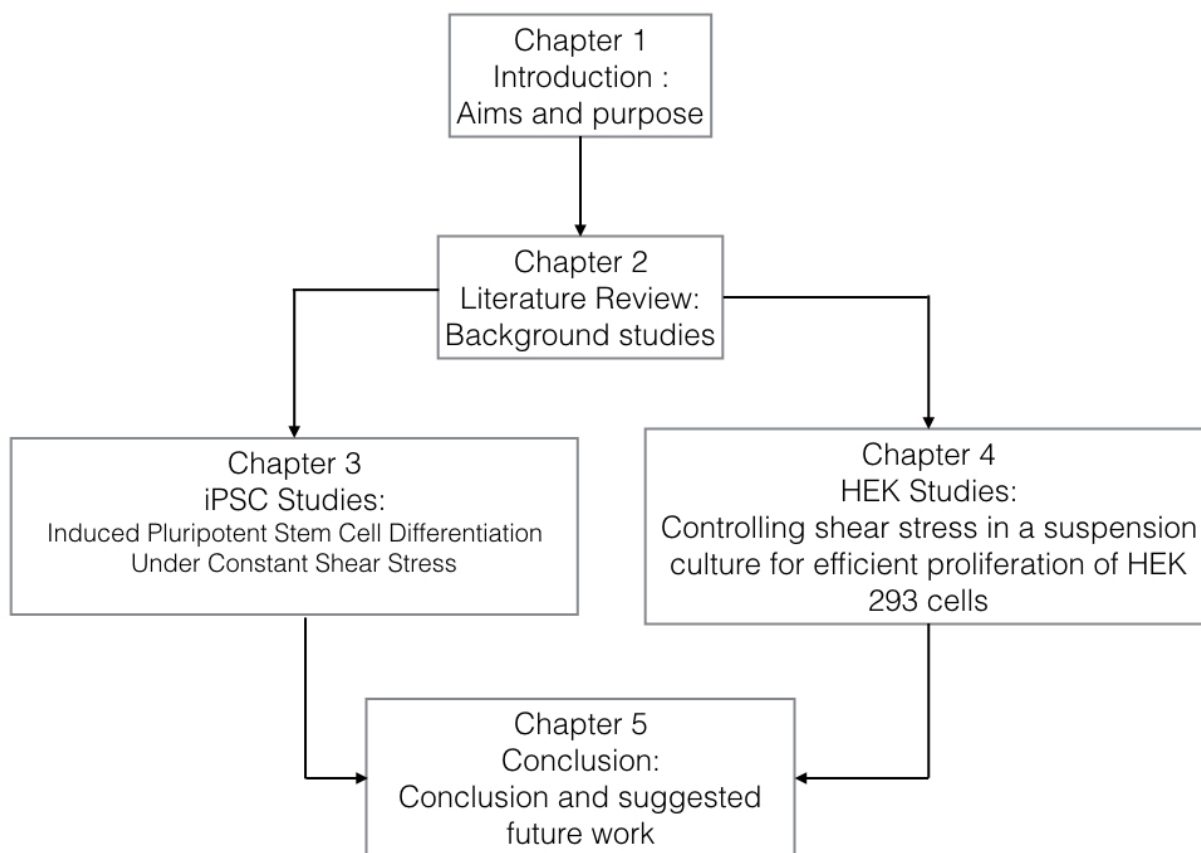 Chapter 1
Introduction :
Aims and purpose
Chapter 2
Literature Review:
Background studies
Chapter 3
iPSC Studies:
Induced Pluripotent Stem Cell Differentiation
Under Constant Shear Stress
Chapter 4
HEK Studies:
Controlling shear stress in a suspension
culture for efficient proliferation of HEK
293 cells
Chapter 5
Conclusion:
Conclusion and suggested
future work